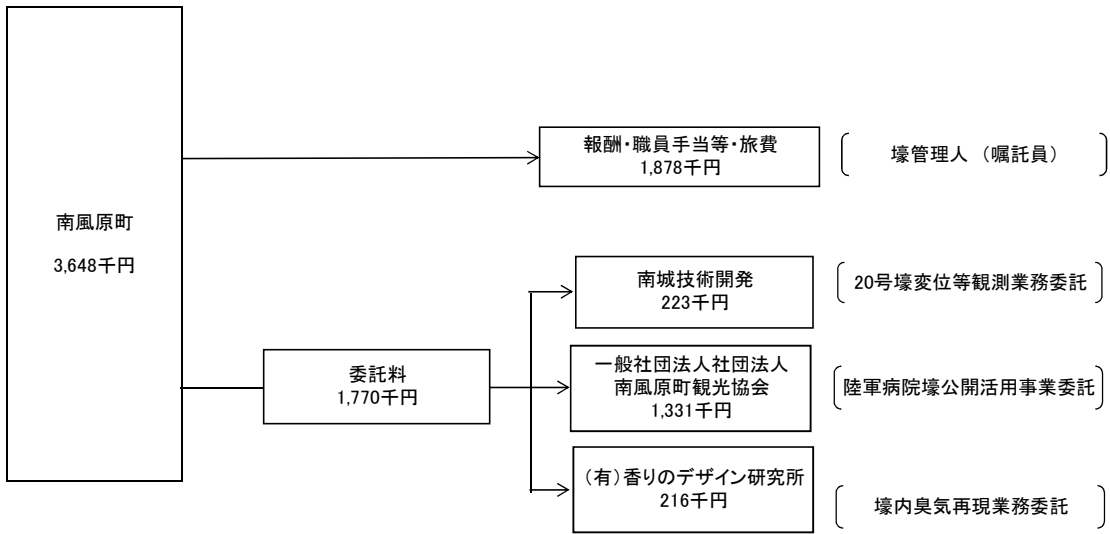 南風原町
3,648千円
報酬・職員手当等・旅費
1,878千円
壕管理人 （嘱託員）
委託料
1,770千円
南城技術開発
223千円
20号壕変位等観測業務委託
一般社団法人社団法人
南風原町観光協会
1,331千円
陸軍病院壕公開活用事業委託
（有）香りのデザイン研究所
216千円
壕内臭気再現業務委託